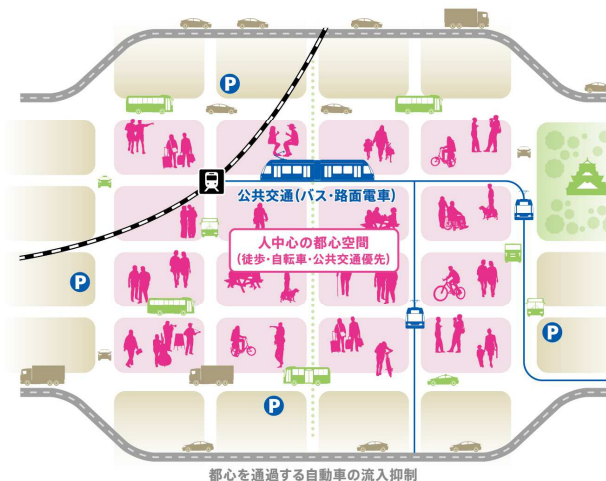 P
公共交通(バス・路面電車)
人中心の都心空間
(徒歩・自転車・公共交通優先)
P
P
P
都心を通過する自動車の流入抑制